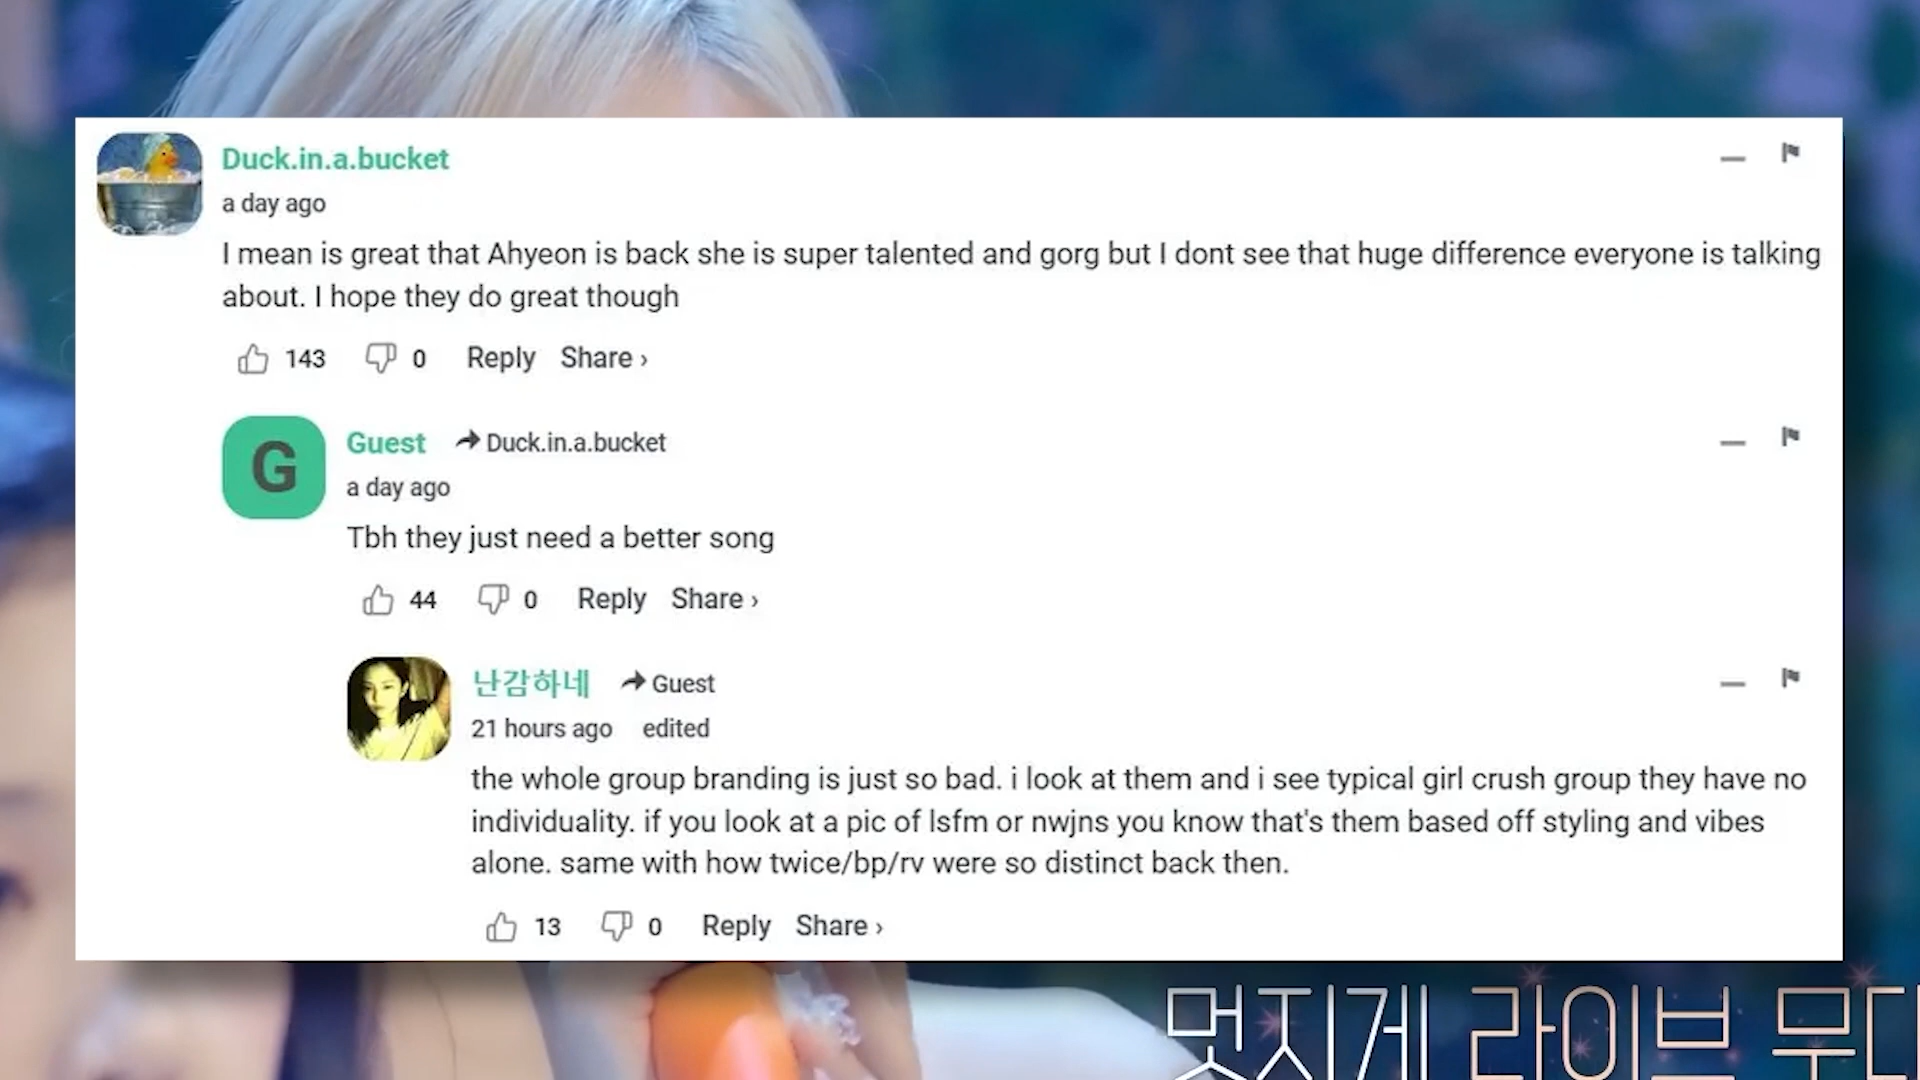 Duck.in.a.bucket
a day ago
I mean is great that Ahyeon is back she is super talented and gorg but I dont see that huge difference everyone is talking
about. I hope they do great though
143 0 Reply Share ›
G
Guest Duck.in.a.bucket
a day ago
Tbh they just need a better song
44 0 Reply Share ›
난감하네 Guest
21 hours ago edited
the whole group branding is just so bad. i look at them and i see typical girl crush group they have no
individuality. if you look at a pic of lsfm or nwjns you know that's them based off styling and vibes
alone. same with how twice/bp/rv were so distinct back then.
13 0 Reply Share ›
멋지게 라이브